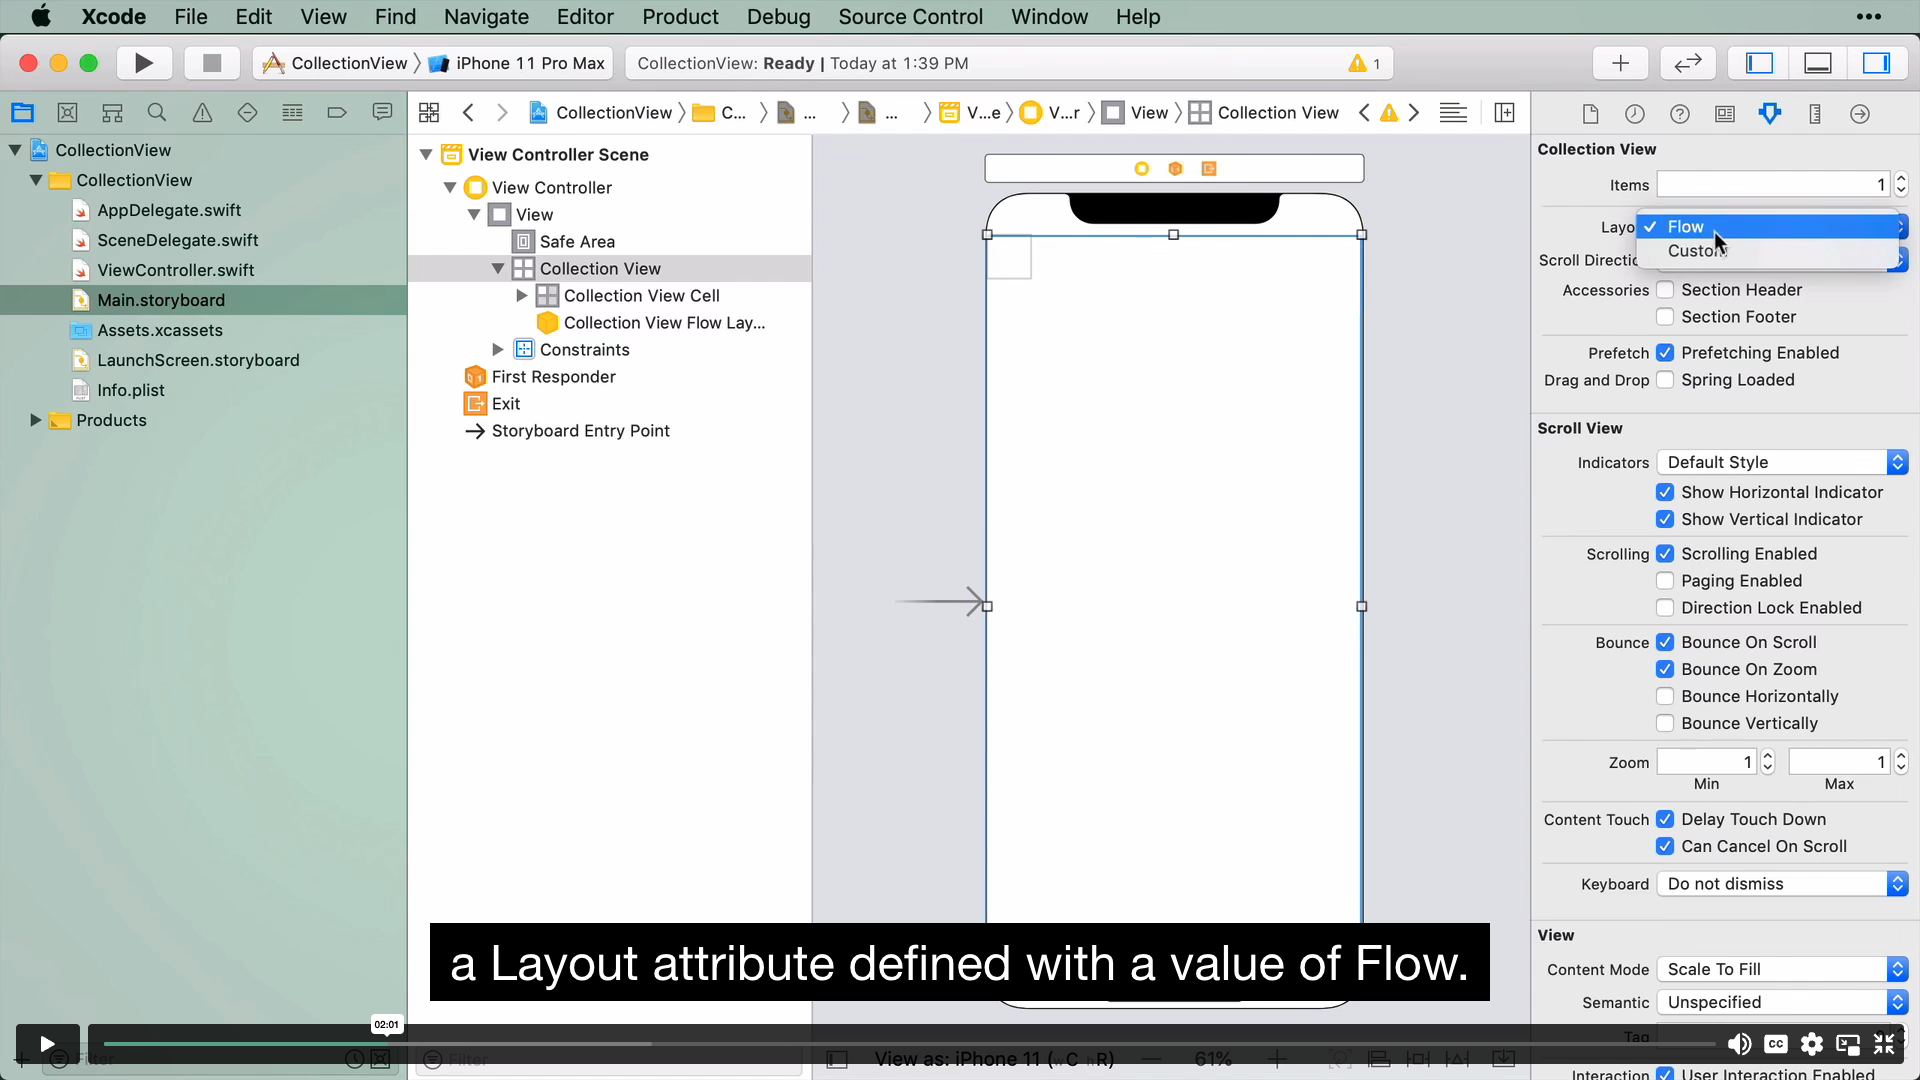 Xcode File Edit View Find Navigate Editor Product Debug Source Control Window Help
CollectionView iPhone 11 Pro Max
CollectionView: Ready | Today at 1:39 PM
1
CollectionView
CollectionView
AppDelegate.swift
SceneDelegate.swift
ViewController.swift
Main.storyboard
Assets.xcassets
LaunchScreen.storyboard
Info.plist
Products
Filter
CollectionView C... ... ... V...e V...r View Collection View
View Controller Scene
View Controller
View
Safe Area
Collection View
Collection View Cell
Collection View Flow Lay...
Constraints
First Responder
Exit
Storyboard Entry Point
Filter
View as: iPhone 11 (wC hR)
61%
Collection View
Items 1
Layo
Flow
Custom
Scroll Directio
Accessories Section Header
Section Footer
Prefetch Prefetching Enabled
Drag and Drop Spring Loaded
Scroll View
Indicators Default Style
Show Horizontal Indicator
Show Vertical Indicator
Scrolling Scrolling Enabled
Paging Enabled
Direction Lock Enabled
Bounce Bounce On Scroll
Bounce On Zoom
Bounce Horizontally
Bounce Vertically
Zoom 1 1
Min Max
Content Touch Delay Touch Down
Can Cancel On Scroll
Keyboard Do not dismiss
View
Content Mode Scale To Fill
Semantic Unspecified
Tag
Interaction User Interaction Enabled
a Layout attribute defined with a value of Flow.
02:01
CC